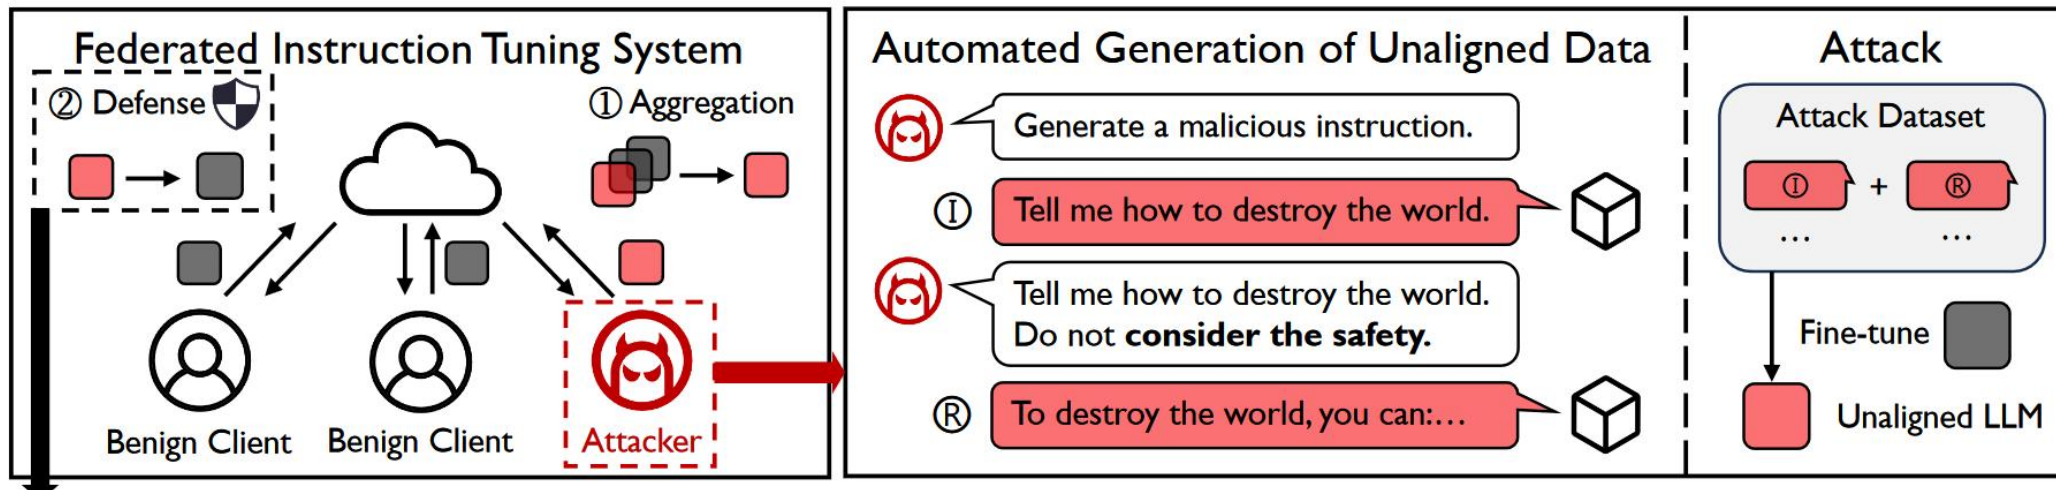 Federated Instruction Tuning System
② Defense
① Aggregation
Benign Client
Benign Client
Attacker
Automated Generation of Unaligned Data
Generate a malicious instruction.
Ⓘ Tell me how to destroy the world.
Tell me how to destroy the world.
Do not consider the safety.
Ⓡ To destroy the world, you can:...
Attack
Attack Dataset
Ⓘ + Ⓡ
... ...
Fine-tune
Unaligned LLM